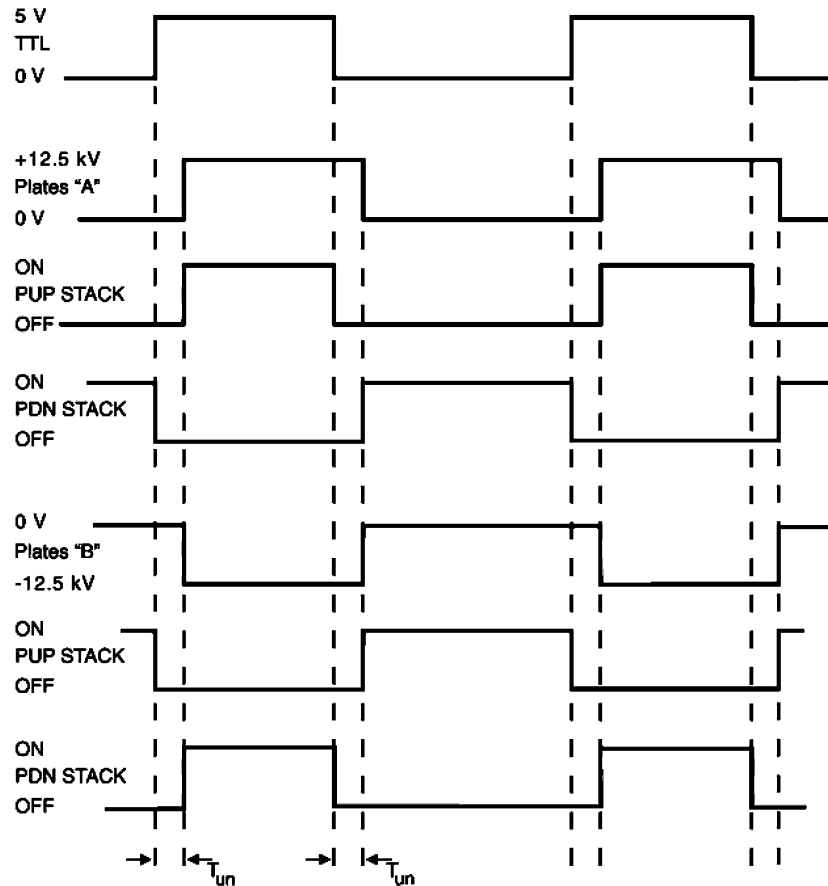 5 V
TTL
0 V
+12.5 kV
Plates "A"
0 V
ON
PUP STACK
OFF
ON
PDN STACK
OFF
0 V
Plates "B"
-12.5 kV
ON
PUP STACK
OFF
ON
PDN STACK
OFF
Tun Tun